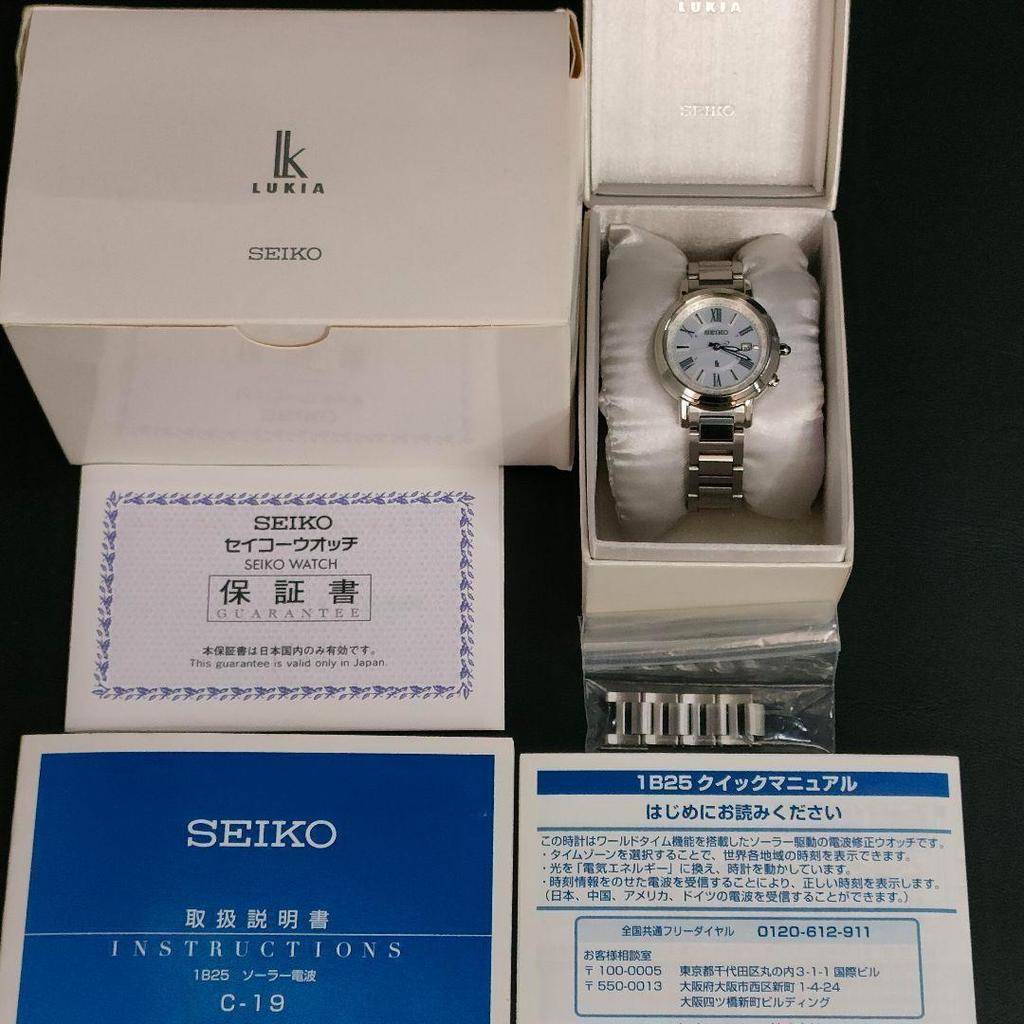 LUKIA
SEIKO
LUKIA
SEIKO
XII
SEIKO
VI
SEIKO
セイコーウオッチ
SEIKO WATCH
保証書
GUARANTEE
本保証書は日本国内のみ有効です。
This guarantee is valid only in Japan.
SEIKO
取扱説明書
INSTRUCTIONS
1B25 ソーラー電波
C-19
1B25 クイックマニュアル
はじめにお読みください
この時計はワールドタイム機能を搭載したソーラー駆動の電波修正ウオッチです。
・タイムゾーンを選択することで、世界各地域の時刻を表示できます。
・光を「電気エネルギー」に換え、時計を動かしています。
・時刻情報をのせた電波を受信することにより、正しい時刻を表示します。
（日本、中国、アメリカ、ドイツの電波を受信することができます。）
全国共通フリーダイヤル 0120-612-911
お客様相談室
〒100-0005 東京都千代田区丸の内3-1-1 国際ビル
〒550-0013 大阪府大阪市西区新町 1-4-24
大阪四ツ橋新町ビルディング